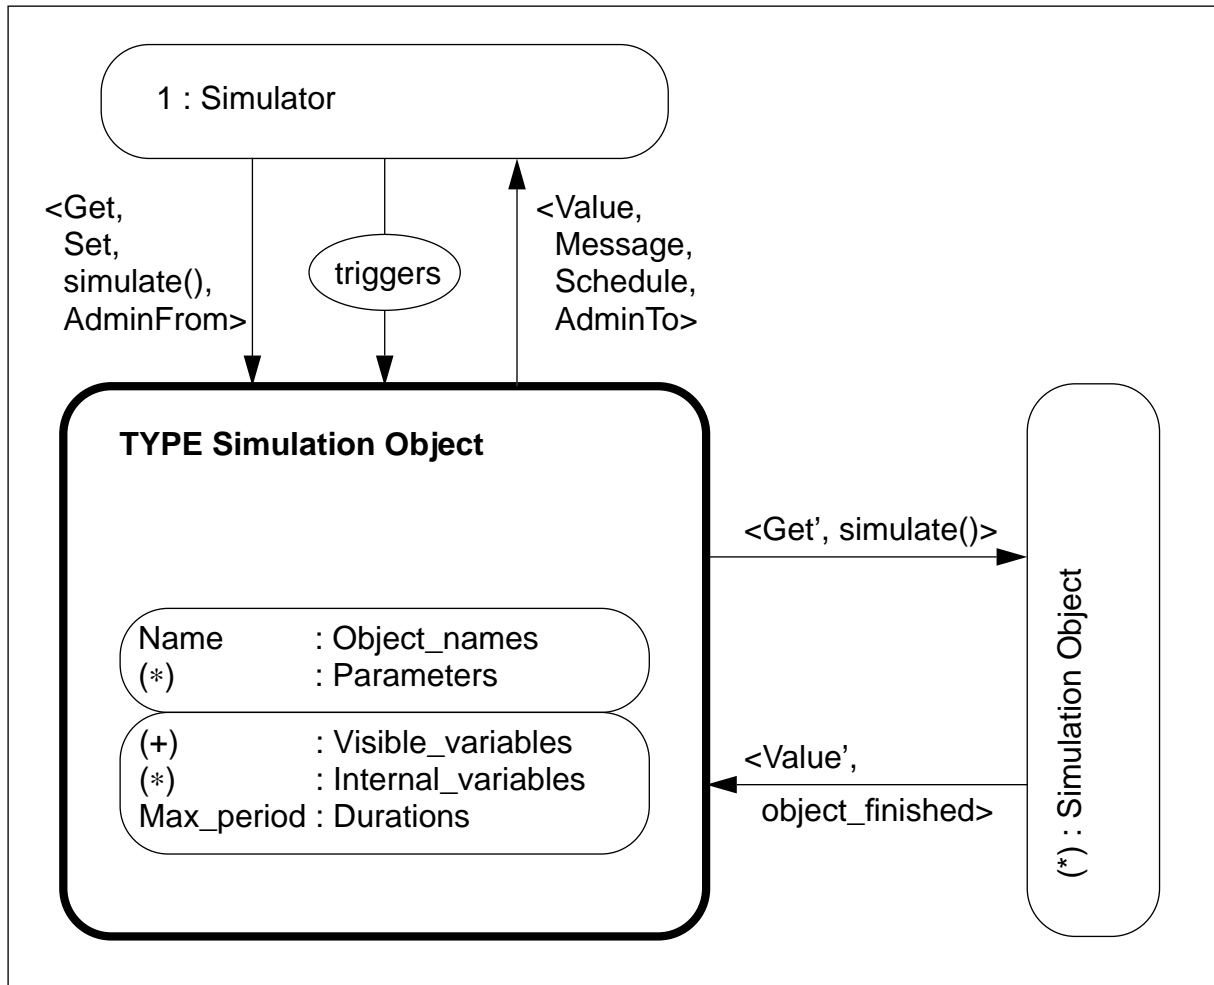 1 : Simulator
<Get,
Set,
simulate(),
AdminFrom>
triggers
<Value,
Message,
Schedule,
AdminTo>
TYPE Simulation Object
<Get’, simulate()>
Name : Object_names
(*) : Parameters
(+) : Visible_variables
(*) : Internal_variables
Max_period : Durations
<Value’,
object_finished>
(*) : Simulation Object